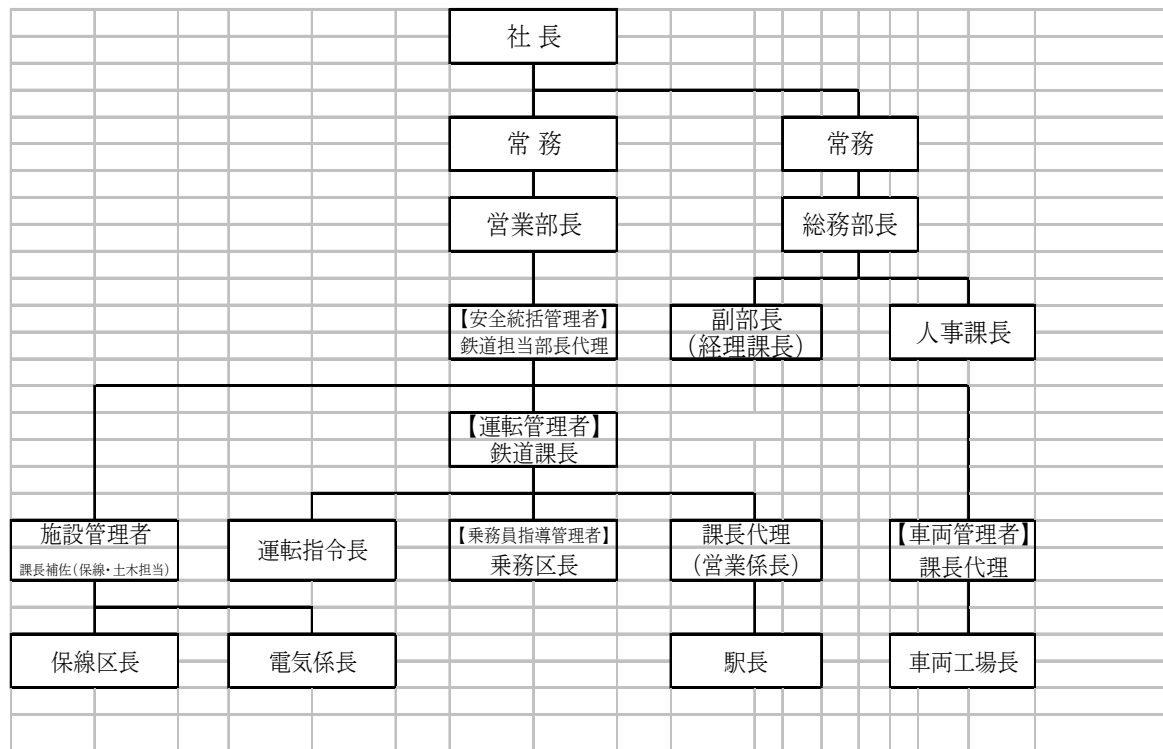 社 長
常 務
常務
営業部長
総務部長
【安全統括管理者】
鉄道担当部長代理
副部長
（経理課長）
人事課長
【運転管理者】
鉄道課長
施設管理者
課長補佐(保線・土木担当)
運転指令長
【乗務員指導管理者】
乗務区長
課長代理
(営業係長)
【車両管理者】
課長代理
保線区長
電気係長
駅長
車両工場長